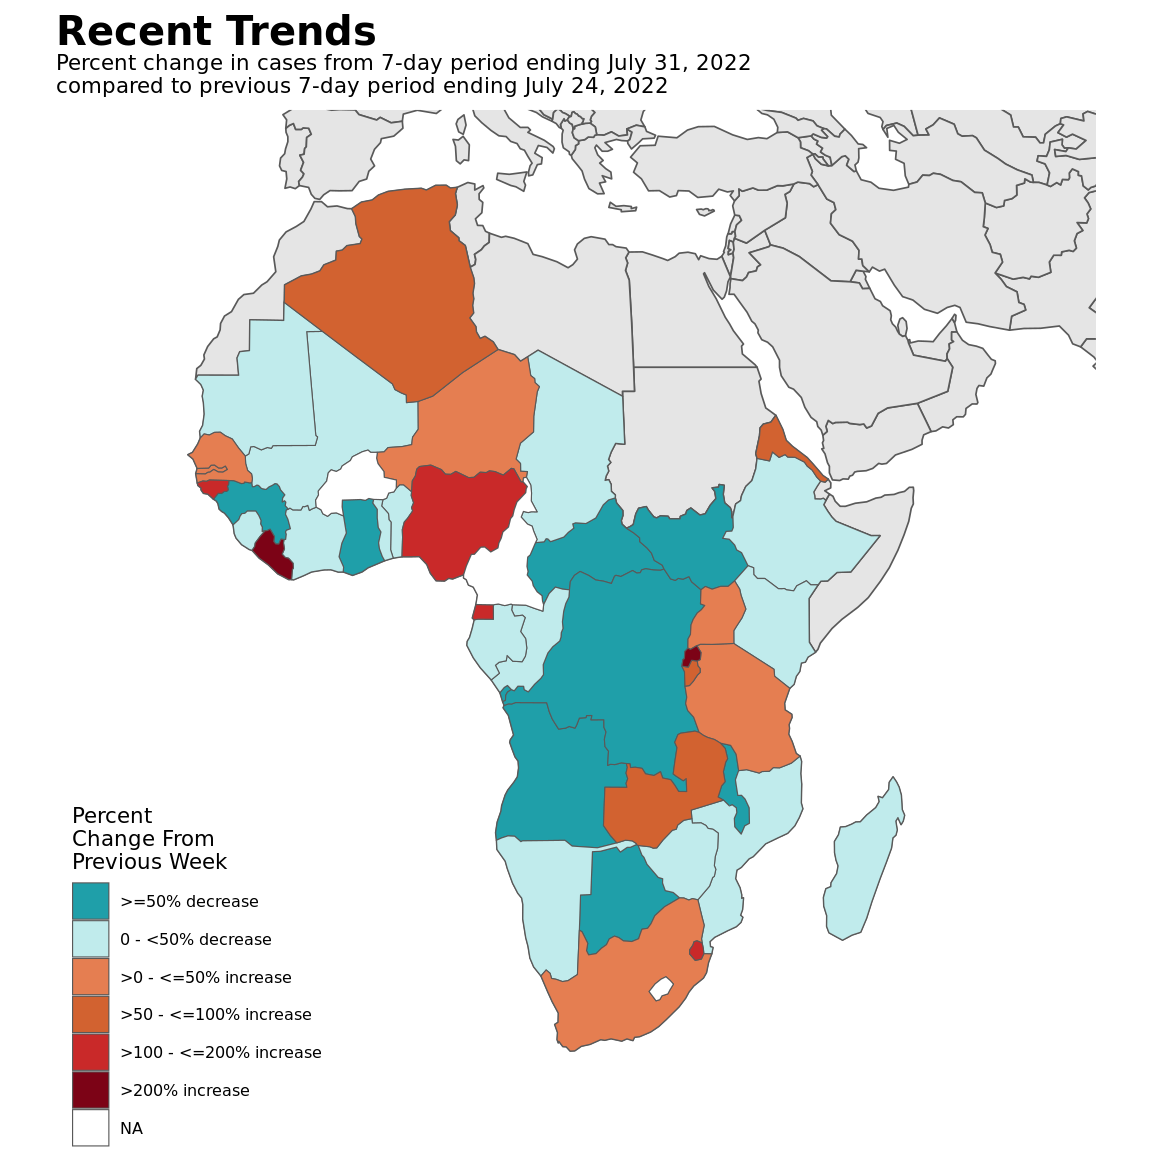 Recent Trends
Percent change in cases from 7-day period ending July 31, 2022
compared to previous 7-day period ending July 24, 2022
Percent
Change From
Previous Week
>=50% decrease
0 - <50% decrease
>0 - <=50% increase
>50 - <=100% increase
>100 - <=200% increase
>200% increase
NA